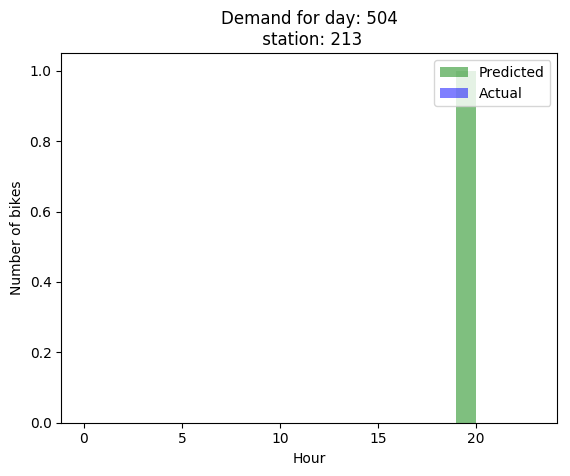 Demand for day: 504
station: 213
Predicted
Actual
1.0
0.8
0.6
0.4
0.2
0.0
Number of bikes
0 5 10 15 20
Hour